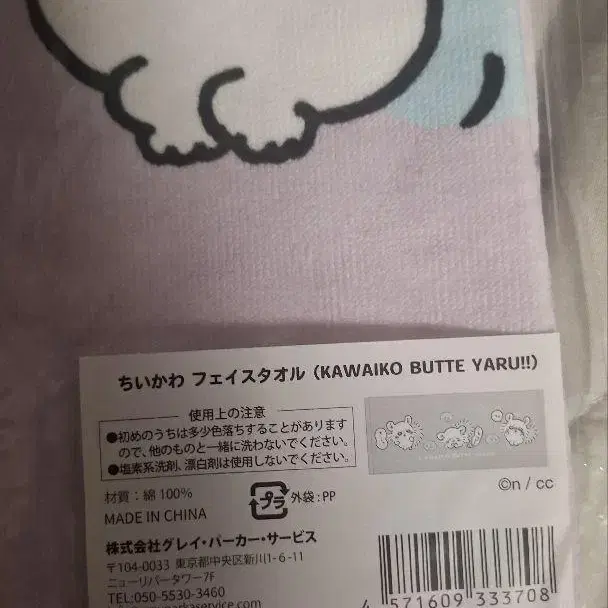 ちいかわ フェイスタオル（KAWAIKO BUTTE YARU!!）
使用上の注意
●初めのうちは多少色落ちすることがあります
ので、他のものと一緒に洗わないでください。
●塩素系洗剤、漂白剤は使用しないでください。
材質：綿 100%
プラ
外袋：PP
MADE IN CHINA
©n / cc
株式会社グレイ・パーカー・サービス
〒104-0033 東京都中央区新川1-6-11
ニューリバータワー7F
TEL:050-5530-3460
4 571609 333708